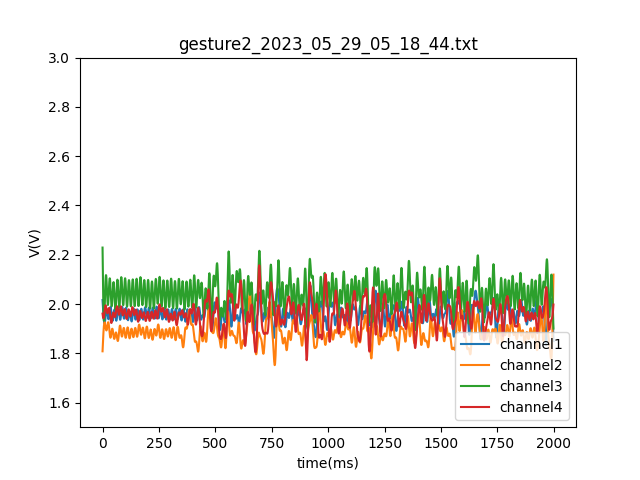 gesture2_2023_05_29_05_18_44.txt
3.0
2.8
2.6
2.4
2.2
2.0
1.8
1.6
V(V)
channel1
channel2
channel3
channel4
0 250 500 750 1000 1250 1500 1750 2000
time(ms)